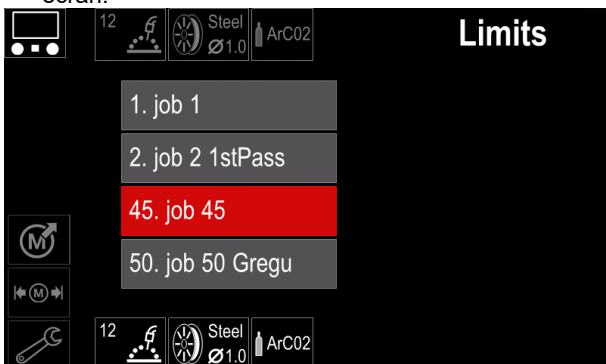 écran.
12
Steel
Ø1.0
ArC02
Limits
1. job 1
2. job 2 1stPass
45. job 45
50. job 50 Gregu
M
M
12
Steel
Ø1.0
ArC02